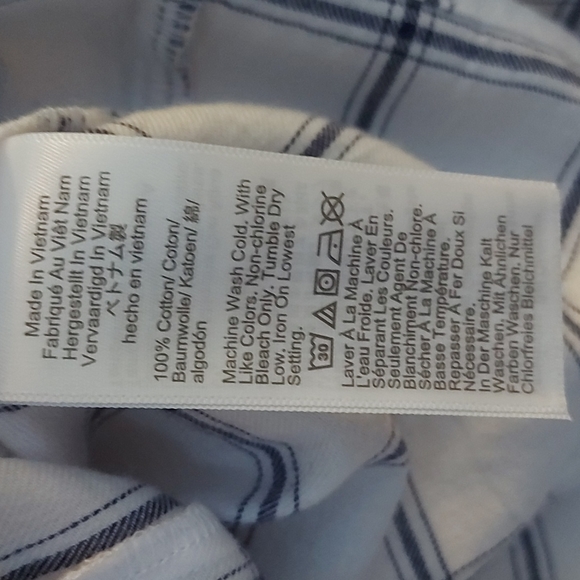 Made In Vietnam
Fabriqué Au Việt Nam
Hergestellt In Vietnam
Vervaardigd In Vietnam
ベトナム製
hecho en vietnam
100% Cotton/ Coton/
Baumwolle/ Katoen/ 綿/
algodón
Machine Wash Cold, With
Like Colors, Non-chlorine
Bleach Only. Tumble Dry
Low, Iron On Lowest
Setting.
30
Laver À La Machine À
L'eau Froide, Laver En
Séparant Les Couleurs.
Seulement Agent De
Blanchiment Non-chlore.
Sécher À La Machine À
Basse Température,
Repasser À Fer Doux Si
Nécessaire.
In Der Maschine Kalt
Waschen, Mit Ähnlichen
Farben Waschen. Nur
Chlorfreies Bleichmittel